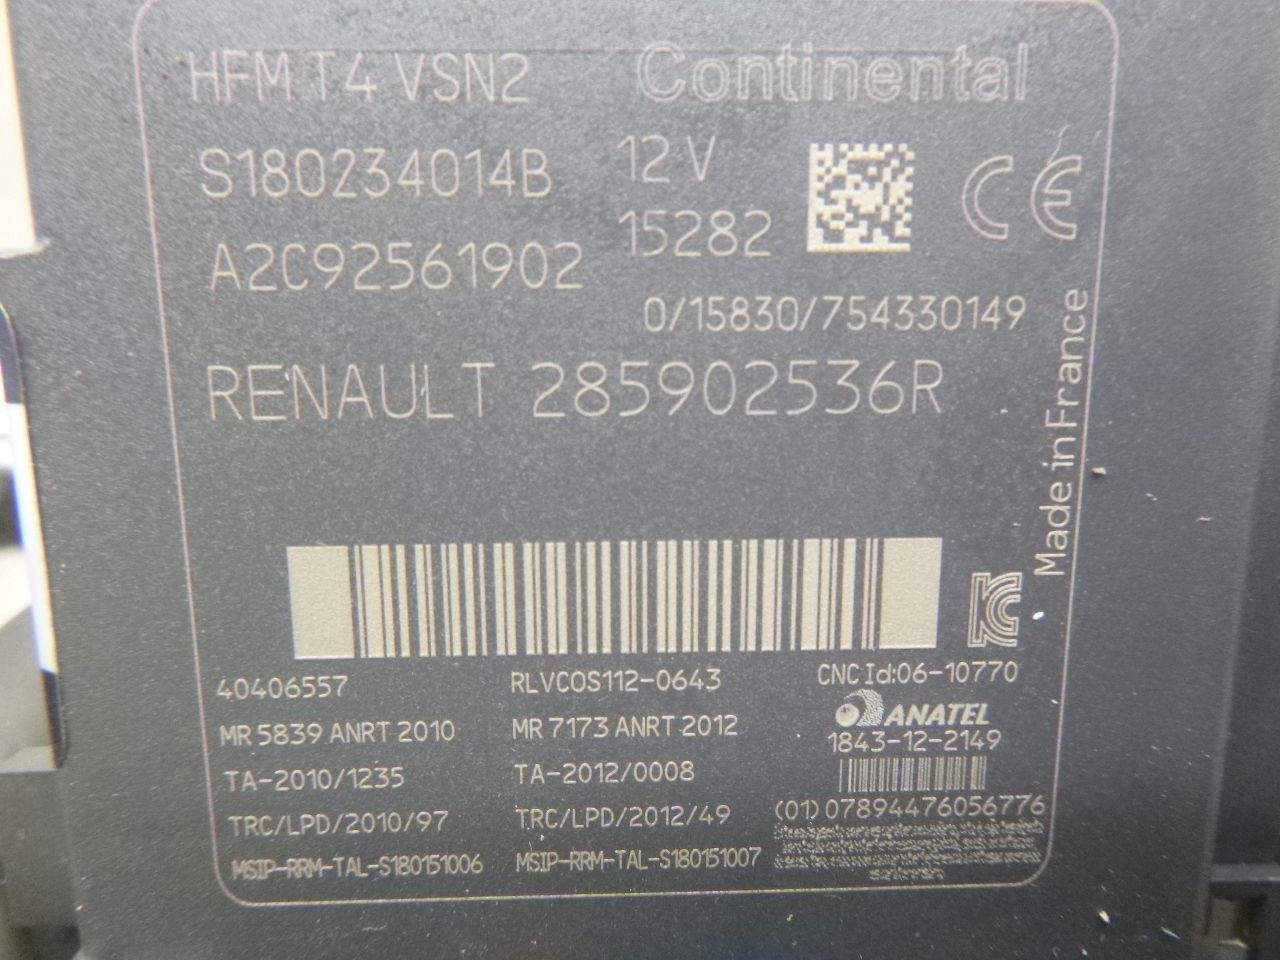 HFM T4 VSN2
Continental
S180234014B
12 V
A2C92561902
15282
CE
0/15830/754330149
RENAULT 285902536R
Made in France
KC
40406557
RLVCOS112-0643
CNC Id:06-10770
MR 5839 ANRT 2010
MR 7173 ANRT 2012
ANATEL
1843-12-2149
TA-2010/1235
TA-2012/0008
(01)07894476056776
TRC/LPD/2010/97
TRC/LPD/2012/49
MSIP-RRM-TAL-S180151006
MSIP-RRM-TAL-S180151007